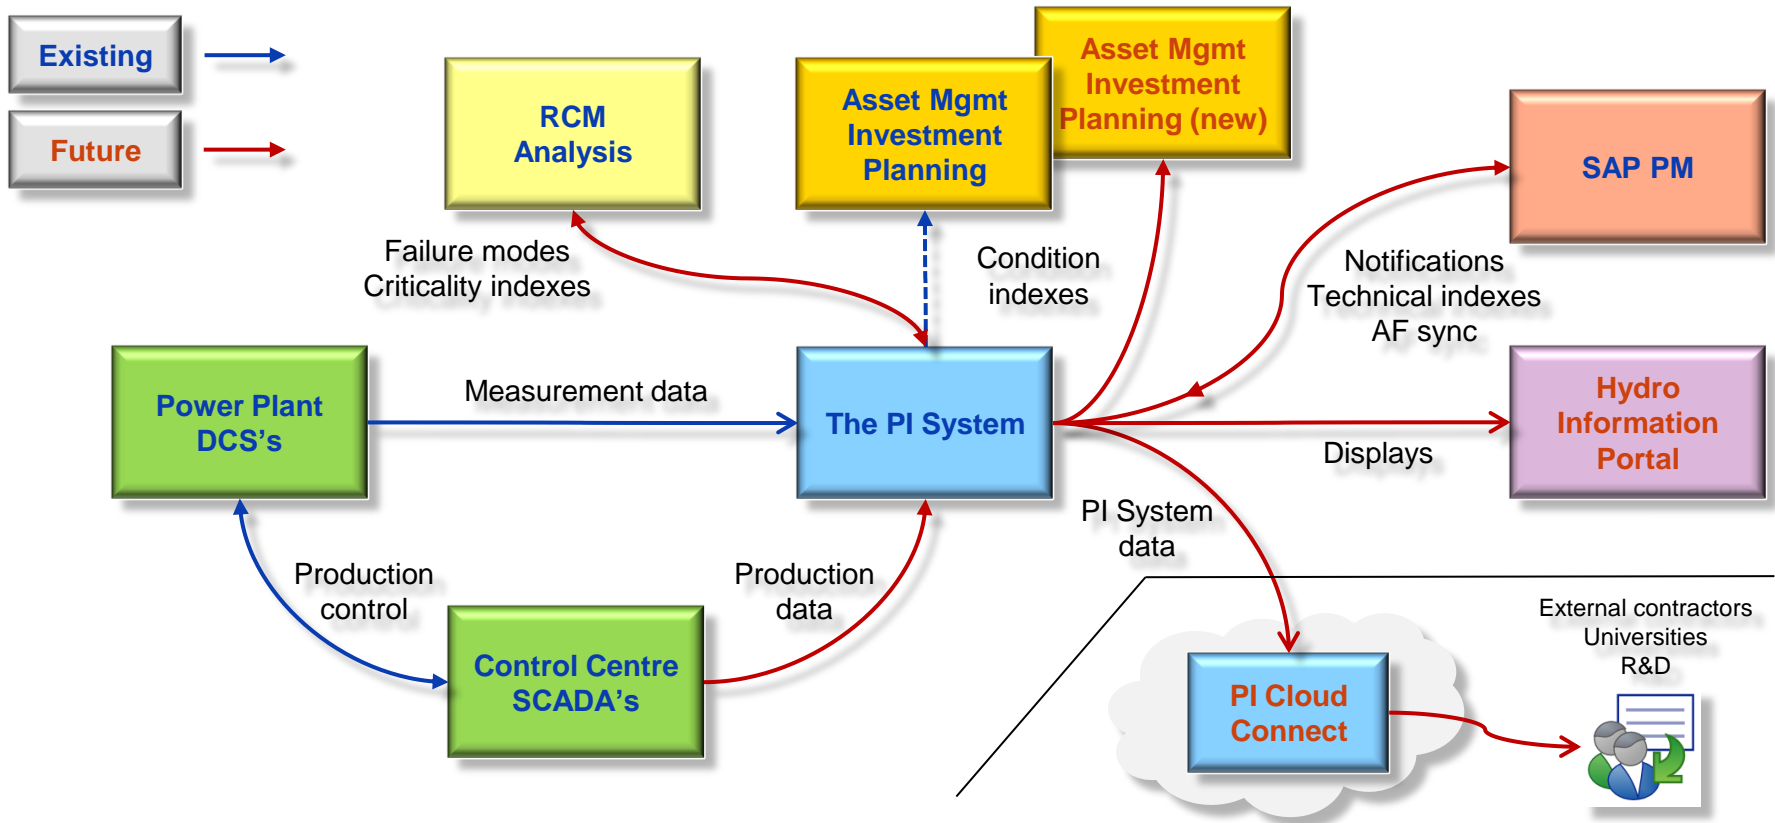 Existing
Future
RCM
Analysis
Asset Mgmt
Investment
Planning
Asset Mgmt
Investment
Planning (new)
SAP PM
Failure modes
Criticality indexes
Condition
indexes
Notifications
Technical indexes
AF sync
Power Plant
DCS’s
Measurement data
The PI System
Hydro
Information
Portal
Displays
PI System
data
Production
control
Production
data
Control Centre
SCADA’s
PI Cloud
Connect
External contractors
Universities
R&D